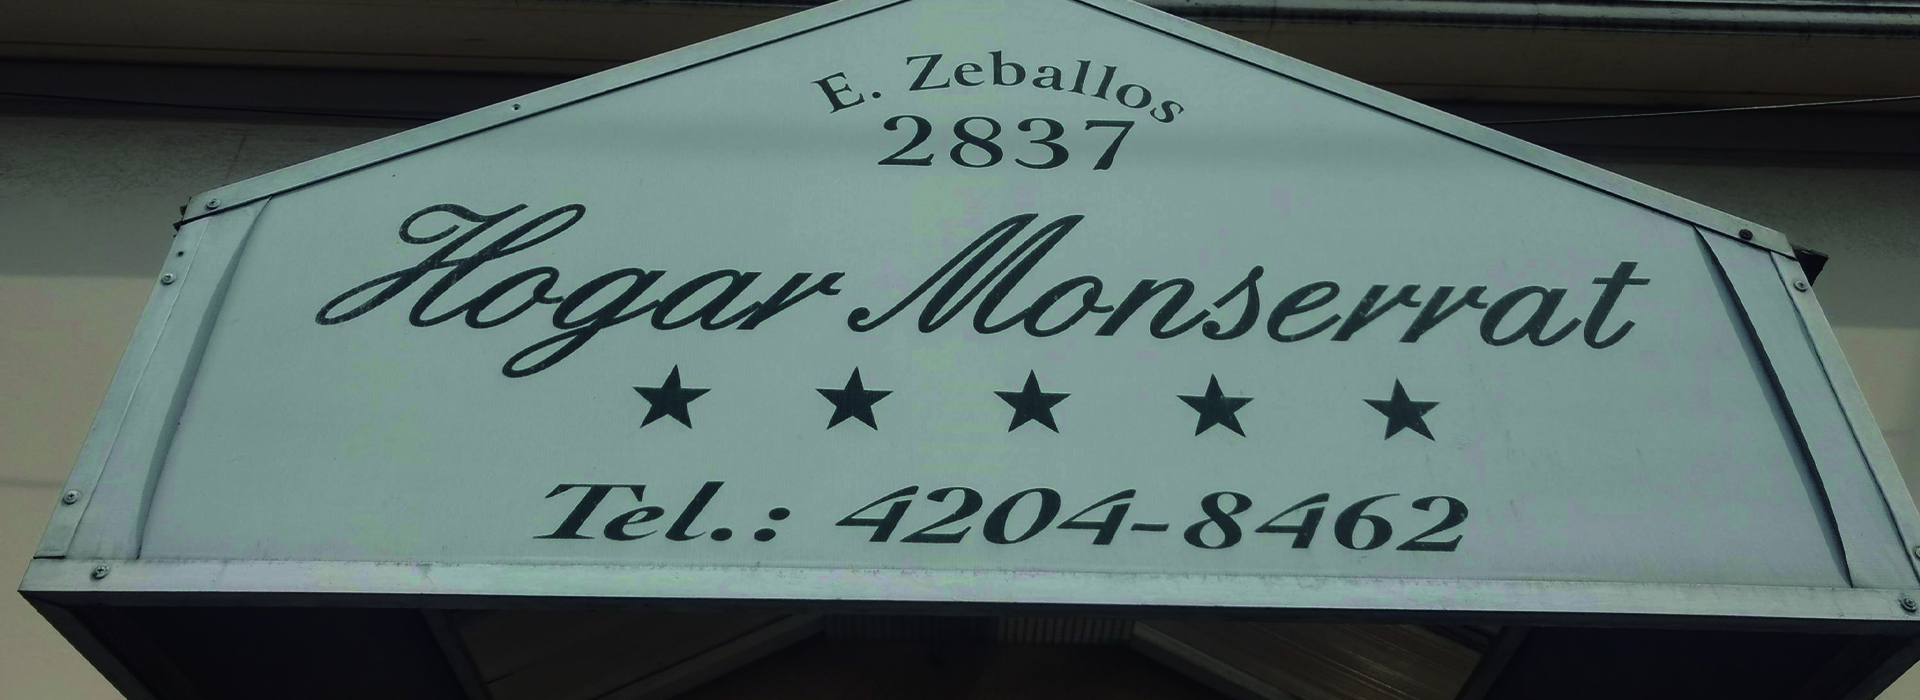 E. Zeballos
2837
Hogar Monserrat
★ ★ ★ ★ ★
Tel.: 4204-8462